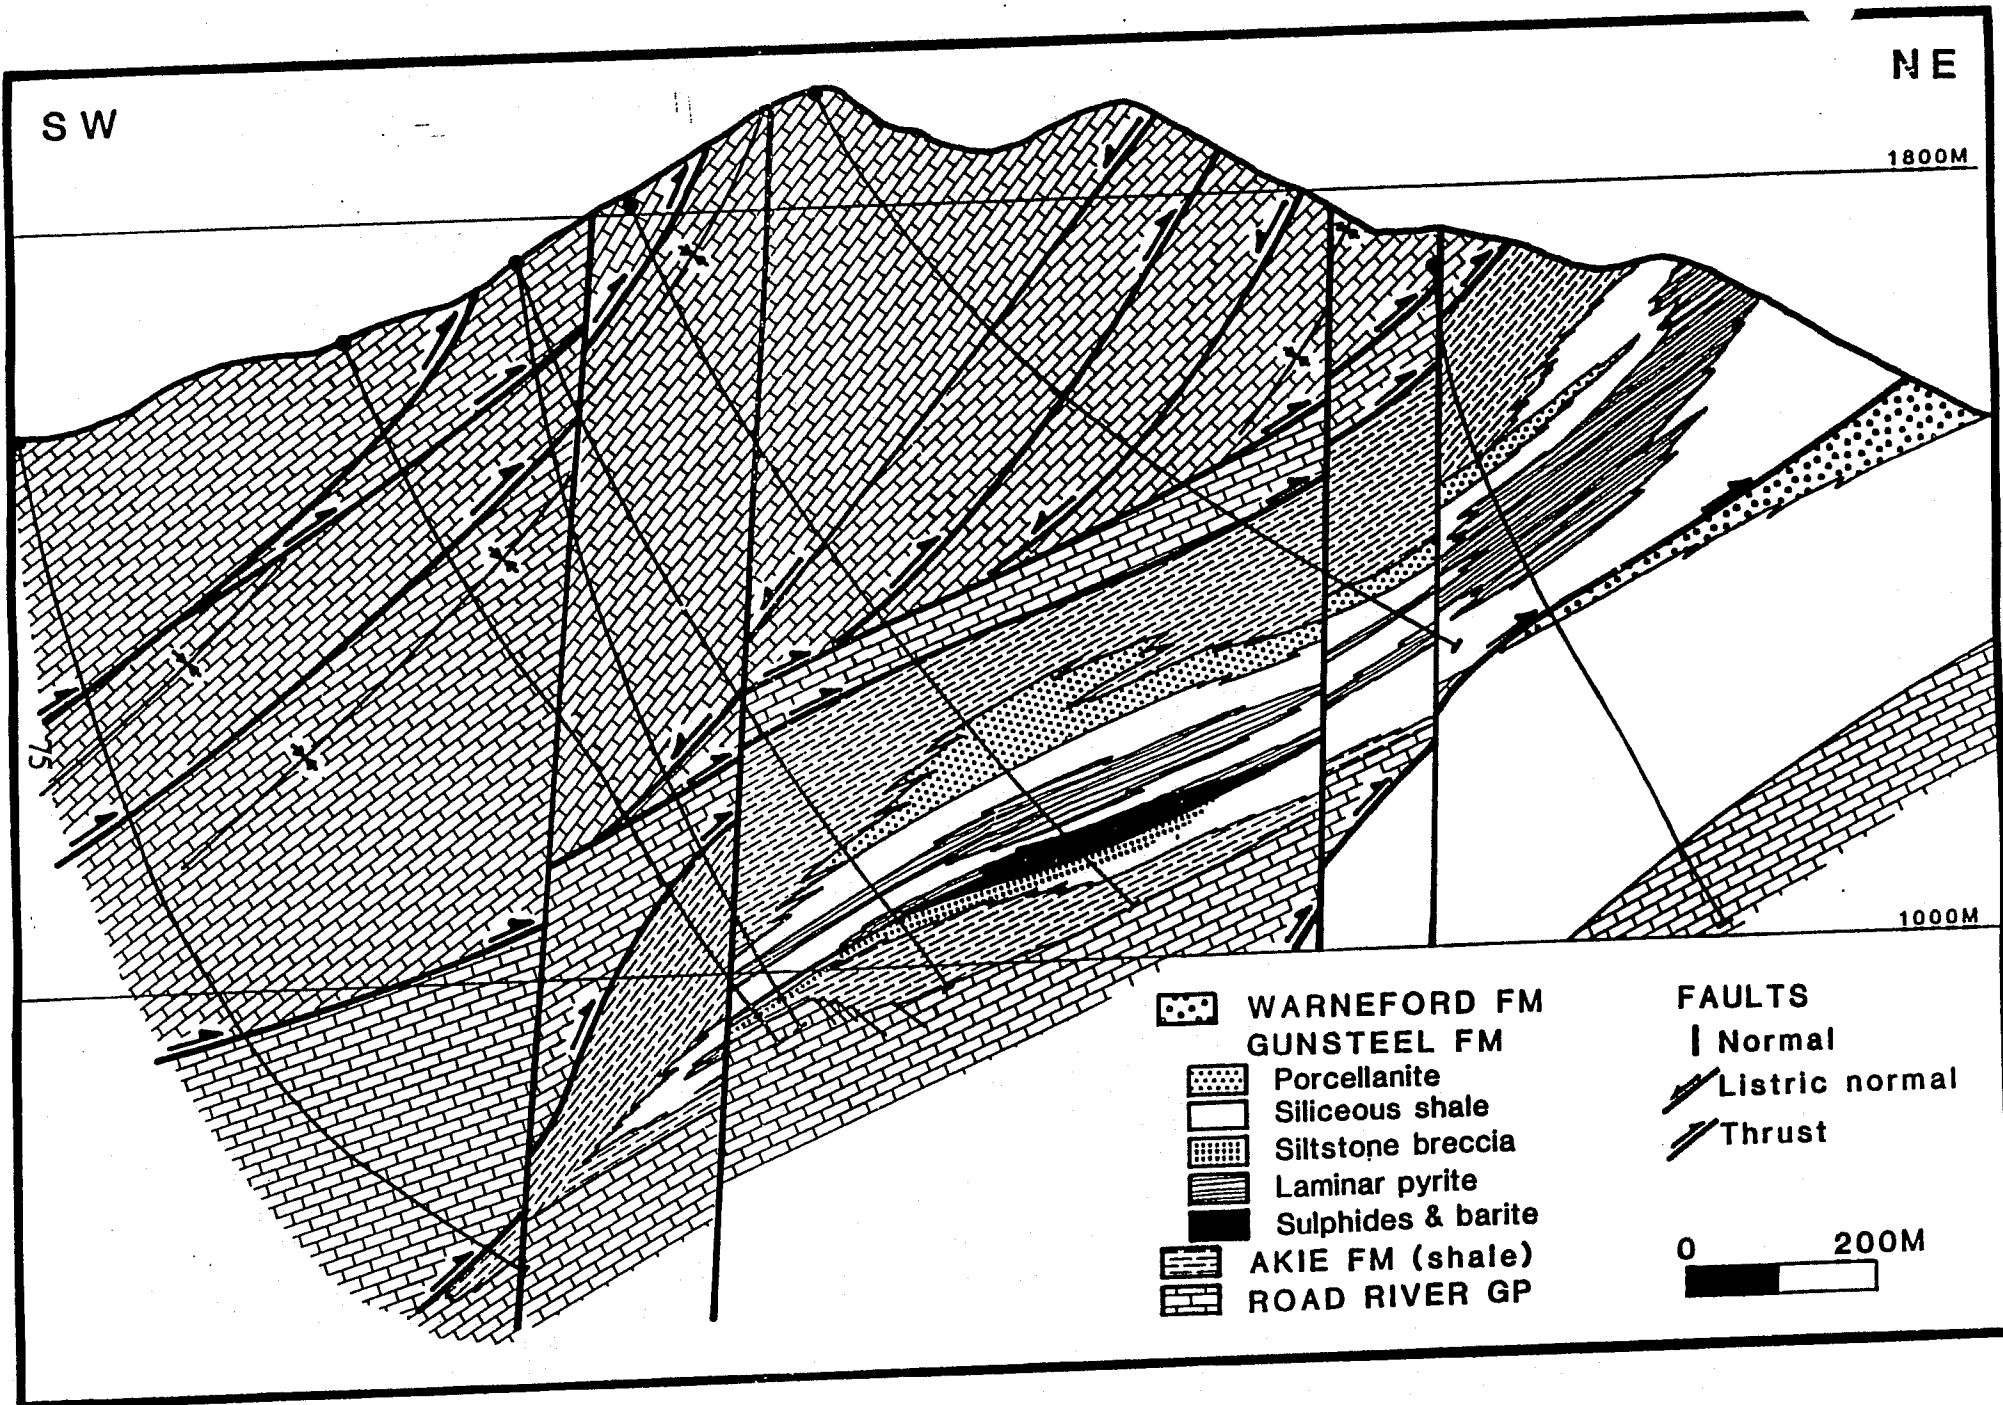 SW
NE
1800M
75
1000M
WARNEFORD FM
GUNSTEEL FM
Porcellanite
Siliceous shale
Siltstone breccia
Laminar pyrite
Sulphides & barite
AKIE FM (shale)
ROAD RIVER GP
FAULTS
Normal
Listric normal
Thrust
0 200M